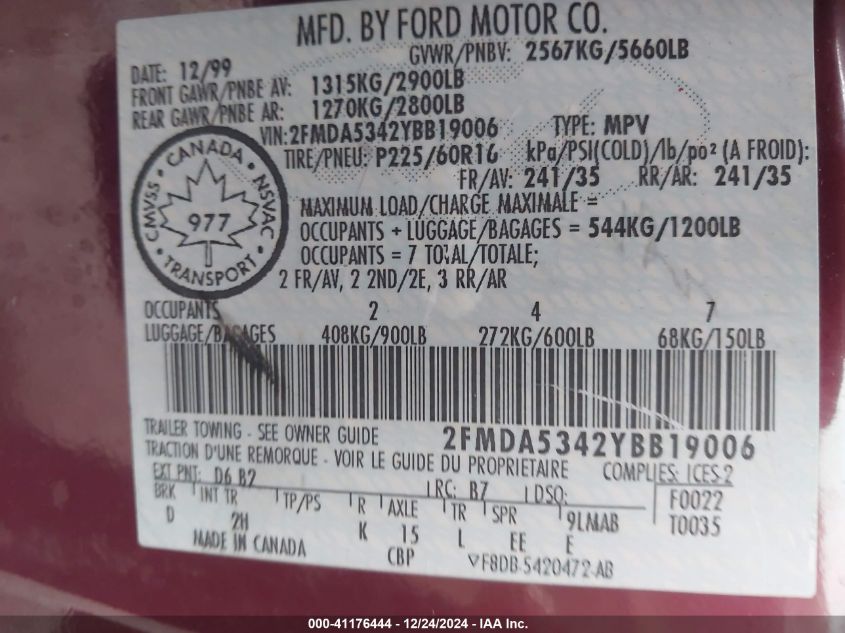 MFD. BY FORD MOTOR CO.
DATE: 12/99 GVWR/PNBV: 2567KG/5660LB
FRONT GAWR/PNBE AV: 1315KG/2900LB
REAR GAWR/PNBE AR: 1270KG/2800LB
VIN: 2FMDA5342YBB19006 TYPE: MPV
TIRE/PNEU: P225/60R16 kPa/PSI(COLD)/lb/po² (A FROID):
FR/AV: 241/35 RR/AR: 241/35
CANADA
CMVSS NSVAC
977
TRANSPORT
MAXIMUM LOAD/CHARGE MAXIMALE =
OCCUPANTS + LUGGAGE/BAGAGES = 544KG/1200LB
OCCUPANTS = 7 TOTAL/TOTALE;
2 FR/AV, 2 2ND/2E, 3 RR/AR
OCCUPANTS 2 4 7
LUGGAGE/BAGAGES 408KG/900LB 272KG/600LB 68KG/150LB
TRAILER TOWING - SEE OWNER GUIDE 2FMDA5342YBB19006
TRACTION D'UNE REMORQUE - VOIR LE GUIDE DU PROPRIETAIRE COMPLIES: ICES-2
EXT PNT: D6 B2 RC: B7 DSO: F0022
BRK INT TR TP/PS R AXLE TR SPR 9LMAB T0035
D 2H K 15 L EE E
MADE IN CANADA CBP F8DB-5420472-AB
000-41176444 - 12/24/2024 - IAA Inc.